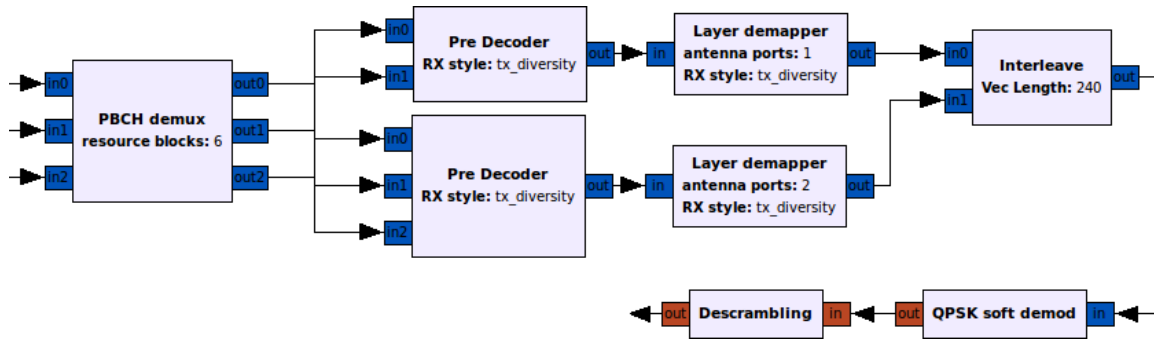 in0
in1
in2
PBCH demux
resource blocks: 6
out0
out1
out2
in0
in1
Pre Decoder
RX style: tx_diversity
out
in
Layer demapper
antenna ports: 1
RX style: tx_diversity
out
in0
in1
Interleave
Vec Length: 240
out
in0
in1
in2
Pre Decoder
RX style: tx_diversity
out
in
Layer demapper
antenna ports: 2
RX style: tx_diversity
out
out
Descrambling
in
out
QPSK soft demod
in